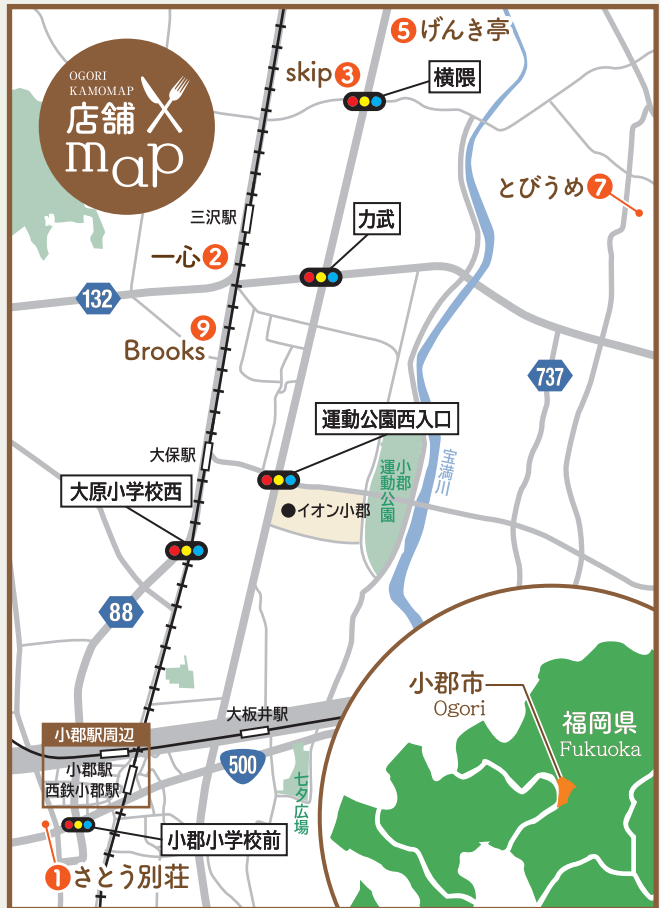 OGORI
KAMOMAP
店舗
map
5 げんき亭
skip 3
横隈
とびうめ 7
三沢駅
力武
一心 2
132
9
Brooks
737
運動公園西入口
大保駅
小郡
運動公園
宝満川
大原小学校西
イオン小郡
88
小郡市
Ogori
福岡県
Fukuoka
大板井駅
小郡駅周辺
小郡駅
西鉄小郡駅
500
七夕広場
小郡小学校前
1 さとう別荘